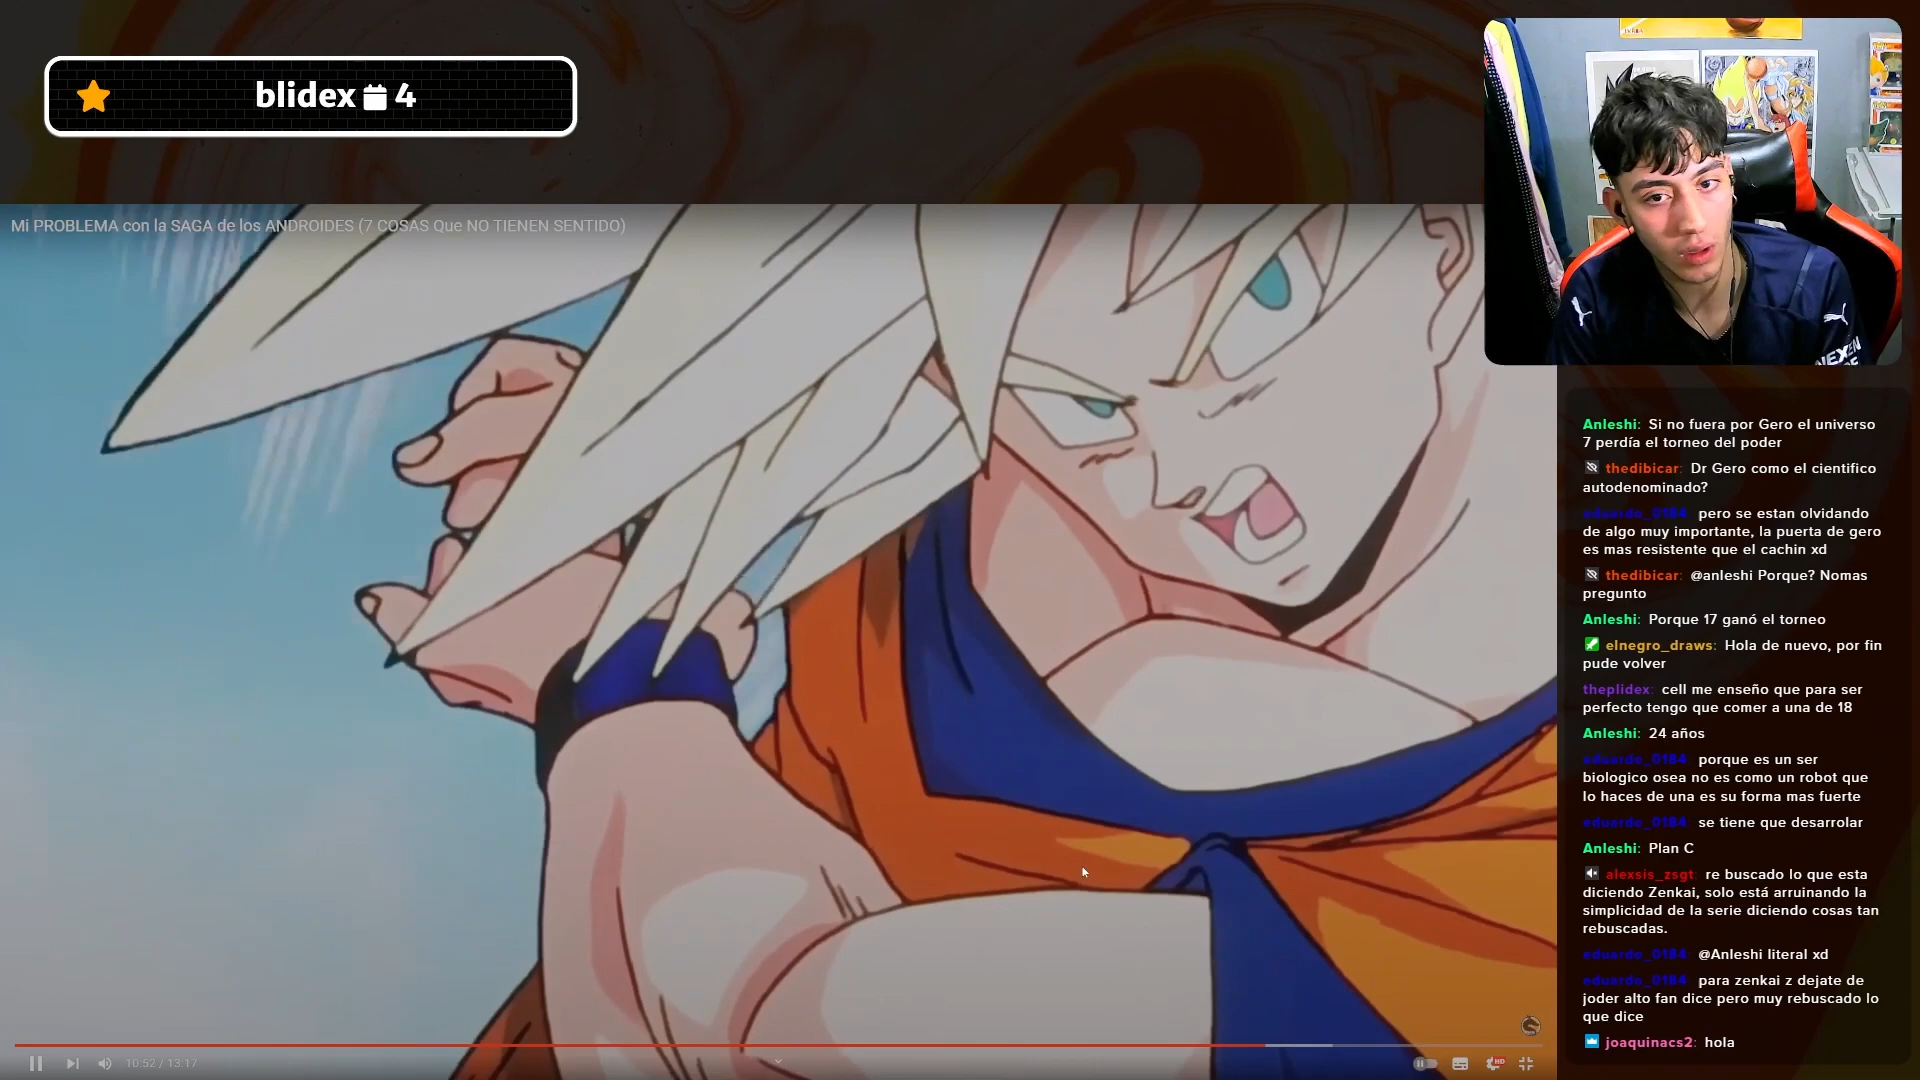 blidex 4
Mi PROBLEMA con la SAGA de los ANDROIDES (7 COSAS Que NO TIENEN SENTIDO)
Anleshi: Si no fuera por Gero el universo
7 perdía el torneo del poder
thedibicar: Dr Gero como el cientifico
autodenominado?
eduardo_0184: pero se estan olvidando
de algo muy importante, la puerta de gero
es mas resistente que el cachin xd
thedibicar: @anleshi Porque? Nomas
pregunto
Anleshi: Porque 17 ganó el torneo
elnegro_draws: Hola de nuevo, por fin
pude volver
theplidex: cell me enseño que para ser
perfecto tengo que comer a una de 18
Anleshi: 24 años
eduardo_0184: porque es un ser
biologico osea no es como un robot que
lo haces de una es su forma mas fuerte
eduardo_0184: se tiene que desarrolar
Anleshi: Plan C
alexsis_zsgt: re buscado lo que esta
diciendo Zenkai, solo está arruinando la
simplicidad de la serie diciendo cosas tan
rebuscadas.
eduardo_0184: @Anleshi literal xd
eduardo_0184: para zenkai z dejate de
joder alto fan dice pero muy rebuscado lo
que dice
joaquinacs2: hola
10:52 / 13:17
HD